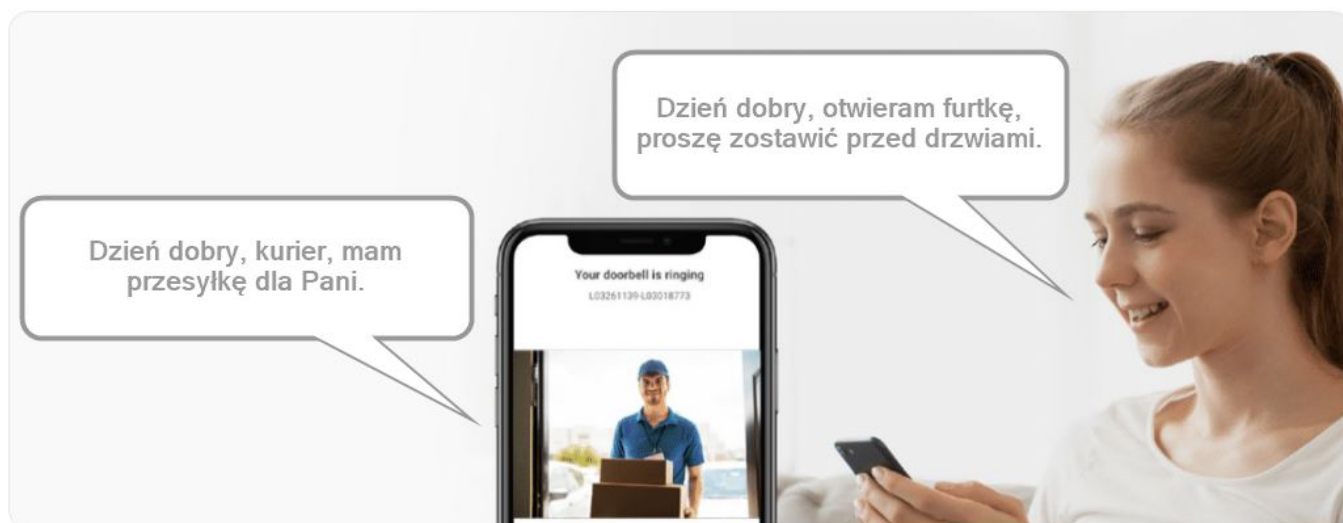 Dzień dobry, otwieram furtkę,
proszę zostawić przed drzwiami.
Dzień dobry, kurier, mam
przesyłkę dla Pani.
Your doorbell is ringing
L03261139-L03018773